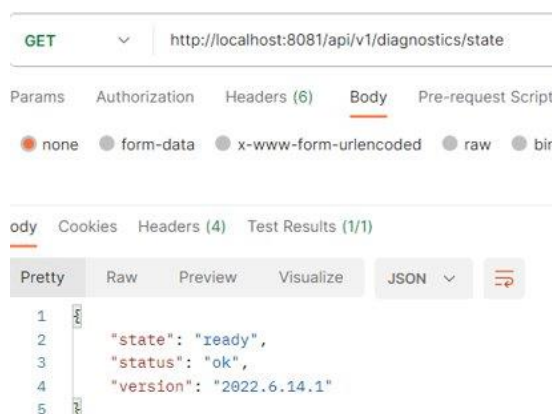 GET http://localhost:8081/api/v1/diagnostics/state
Params Authorization Headers (6) Body Pre-request Script
none form-data x-www-form-urlencoded raw bin
ody Cookies Headers (4) Test Results (1/1)
Pretty Raw Preview Visualize JSON
1 {
2 "state": "ready",
3 "status": "ok",
4 "version": "2022.6.14.1"
5 }